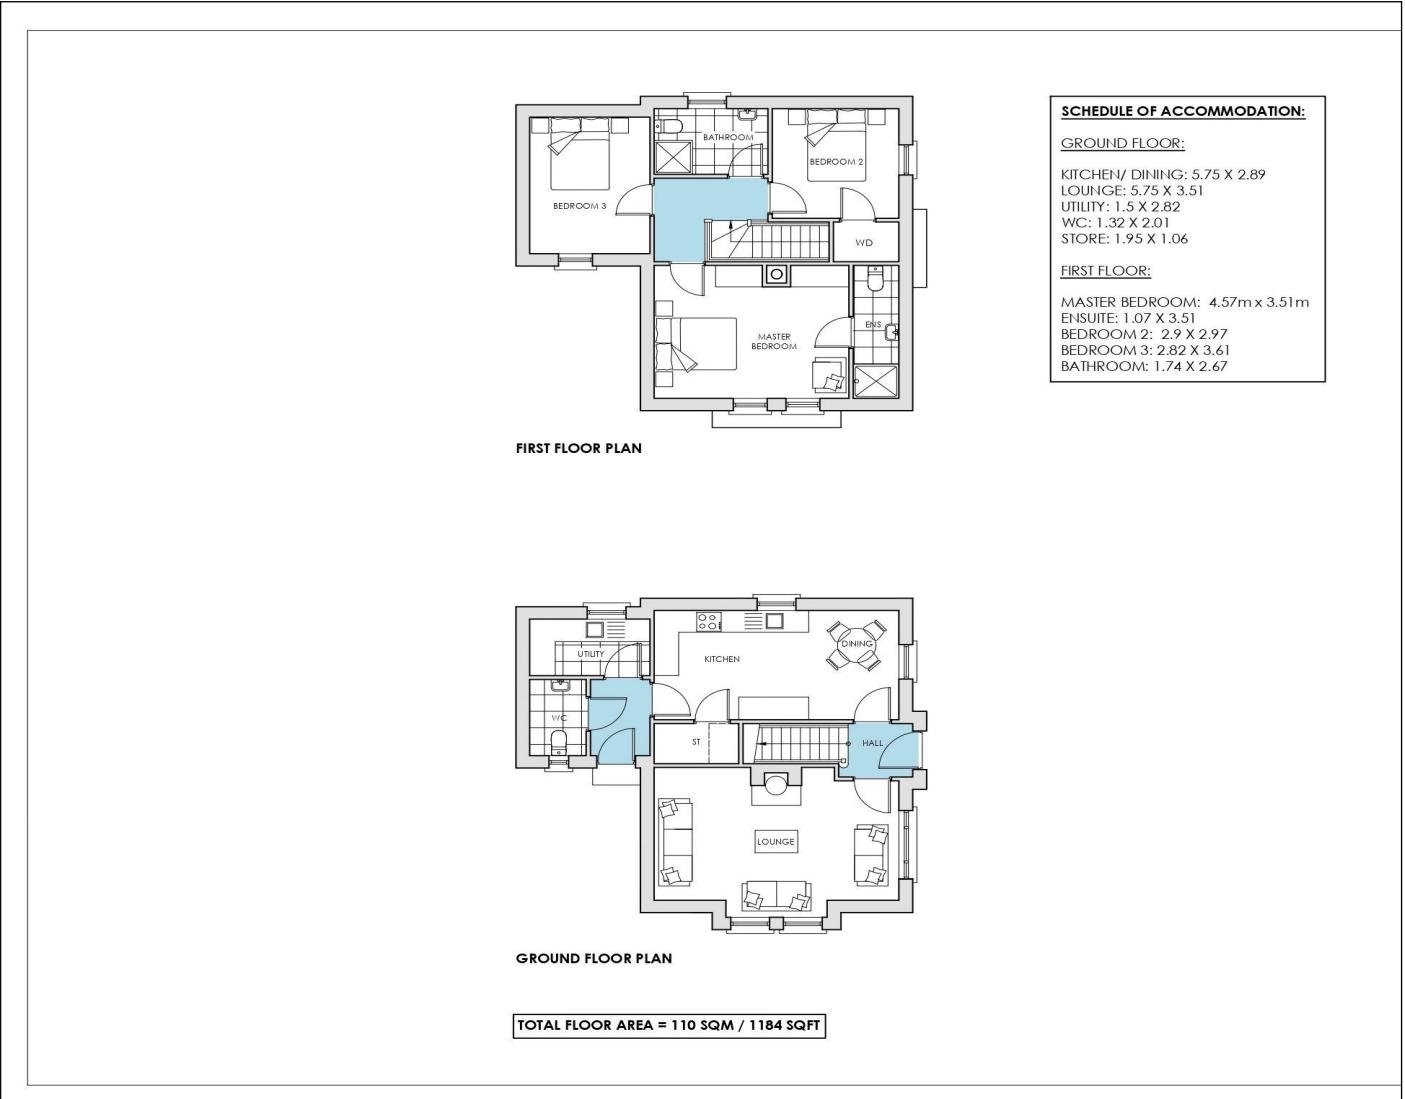 BATHROOM
BEDROOM 2
BEDROOM 3
WD
MASTER
BEDROOM
ENS
FIRST FLOOR PLAN
SCHEDULE OF ACCOMMODATION:
GROUND FLOOR:
KITCHEN/ DINING: 5.75 X 2.89
LOUNGE: 5.75 X 3.51
UTILITY: 1.5 X 2.82
WC: 1.32 X 2.01
STORE: 1.95 X 1.06
FIRST FLOOR:
MASTER BEDROOM: 4.57m x 3.51m
ENSUITE: 1.07 X 3.51
BEDROOM 2: 2.9 X 2.97
BEDROOM 3: 2.82 X 3.61
BATHROOM: 1.74 X 2.67
UTILITY
KITCHEN
DINING
WC
ST
HALL
LOUNGE
GROUND FLOOR PLAN
TOTAL FLOOR AREA = 110 SQM / 1184 SQFT